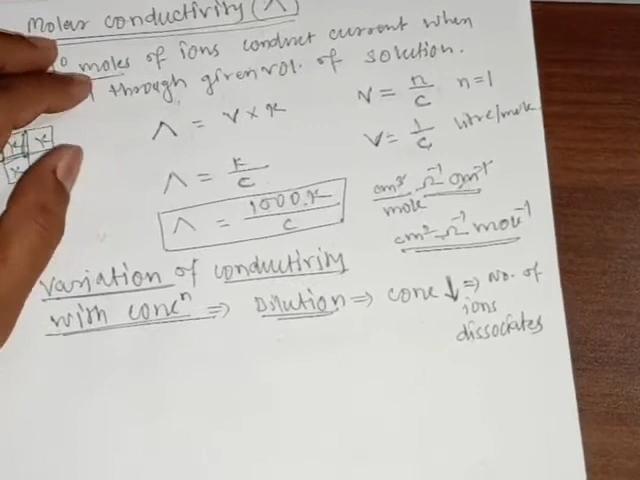 Molar conductivity (Λ)
moles of ions conduct current when
through given vol. of solution.
Λ = V × κ
V = n/c n=1
V = 1/c litre/mole
Λ = κ/c
Λ = 1000.κ/c
cm³/mole Ω⁻¹ cm⁻¹
cm² Ω⁻¹ mole⁻¹
κ κ
κ
variation of conductivity
with concⁿ ⇒ Dilution ⇒ conc ↓ ⇒ No. of
ions
dissociates